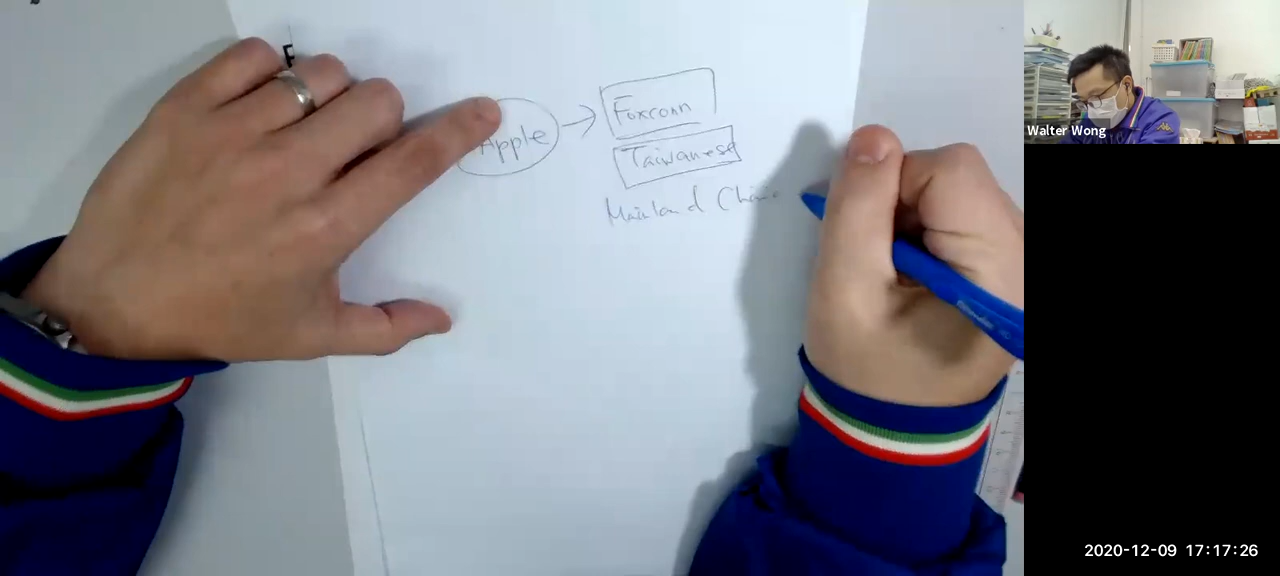 Apple
Foxconn
Taiwanese
Mainland
Walter Wong
2020-12-09 17:17:26